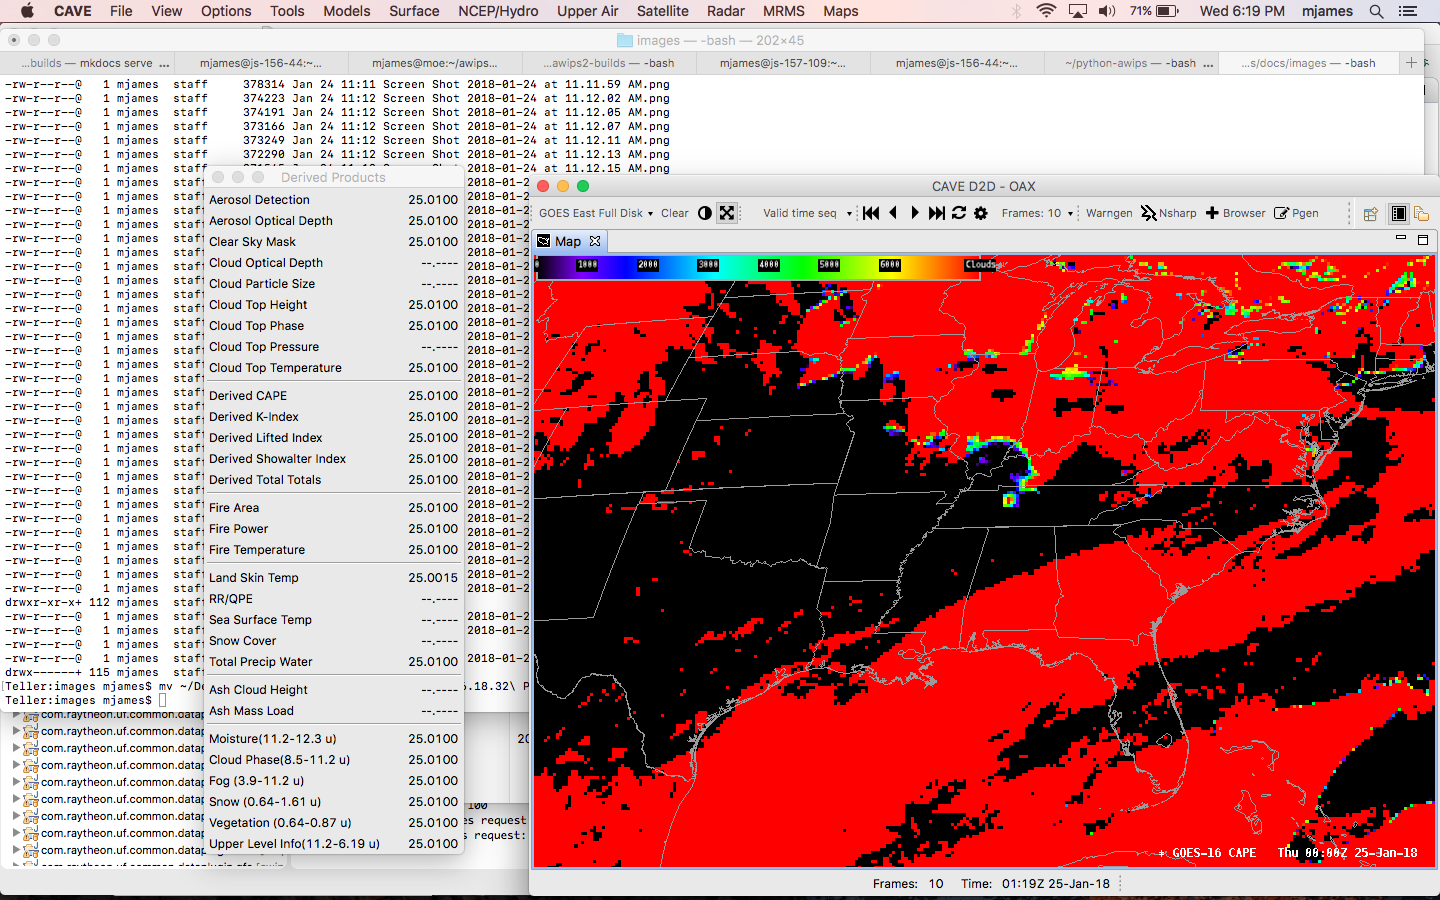 CAVE File View Options Tools Models Surface NCEP/Hydro Upper Air Satellite Radar MRMS Maps 71% Wed 6:19 PM mjames
images — -bash — 202×45
...builds — mkdocs serve ... mjames@js-156-44:~... mjames@moe:~/awips... ...awips2-builds — -bash mjames@js-157-109:~... mjames@js-156-44:~... ~/python-awips — -bash ... ...s/docs/images — -bash
-rw-r--r--@ 1 mjames staff 378314 Jan 24 11:11 Screen Shot 2018-01-24 at 11.11.59 AM.png
-rw-r--r--@ 1 mjames staff 374223 Jan 24 11:12 Screen Shot 2018-01-24 at 11.12.02 AM.png
-rw-r--r--@ 1 mjames staff 374191 Jan 24 11:12 Screen Shot 2018-01-24 at 11.12.05 AM.png
-rw-r--r--@ 1 mjames staff 373166 Jan 24 11:12 Screen Shot 2018-01-24 at 11.12.07 AM.png
-rw-r--r--@ 1 mjames staff 373249 Jan 24 11:12 Screen Shot 2018-01-24 at 11.12.11 AM.png
-rw-r--r--@ 1 mjames staff 372290 Jan 24 11:12 Screen Shot 2018-01-24 at 11.12.13 AM.png
-rw-r--r--@ 1 mjames staff Jan 24 11:12 Screen Shot 2018-01-24 at 11.12.15 AM.png
drwxr-xr-x+ 112 mjames staff
drwx------+ 115 mjames staff
Teller:images mjames$ mv ~/De .18.32\ P
Teller:images mjames$
Derived Products
Aerosol Detection 25.0100
Aerosol Optical Depth 25.0100
Clear Sky Mask 25.0100
Cloud Optical Depth --.----
Cloud Particle Size --.----
Cloud Top Height 25.0100
Cloud Top Phase 25.0100
Cloud Top Pressure --.----
Cloud Top Temperature 25.0100
Derived CAPE 25.0100
Derived K-Index 25.0100
Derived Lifted Index 25.0100
Derived Showalter Index 25.0100
Derived Total Totals 25.0100
Fire Area 25.0100
Fire Power 25.0100
Fire Temperature 25.0100
Land Skin Temp 25.0015
RR/QPE --.----
Sea Surface Temp --.----
Snow Cover --.----
Total Precip Water 25.0100
Ash Cloud Height --.----
Ash Mass Load --.----
Moisture(11.2-12.3 u) 25.0100
Cloud Phase(8.5-11.2 u) 25.0100
Fog (3.9-11.2 u) 25.0100
Snow (0.64-1.61 u) 25.0100
Vegetation (0.64-0.87 u) 25.0100
Upper Level Info(11.2-6.19 u) 25.0100
com.raytheon.uf.common.datap
com.raytheon.uf.common.datap
com.raytheon.uf.common.datap
com.raytheon.uf.common.datap
com.raytheon.uf.common.datap
com.raytheon.uf.common.datap
com.raytheon.uf.common.datap
com.raytheon.uf.common.datap
com.raytheon.uf.common.datap
20
100
es request
s request:
CAVE D2D - OAX
GOES East Full Disk Clear Valid time seq Frames: 10 Warngen Nsharp Browser Pgen
Map
0 1000 2000 3000 4000 5000 6000 Clouds
+ GOES-16 CAPE Thu 00:00Z 25-Jan-18
Frames: 10 Time: 01:19Z 25-Jan-18